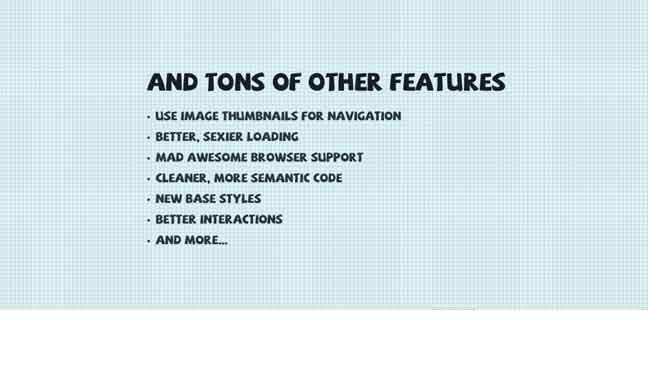 AND TONS OF OTHER FEATURES
• USE IMAGE THUMBNAILS FOR NAVIGATION
• BETTER, SEXIER LOADING
• MAD AWESOME BROWSER SUPPORT
• CLEANER, MORE SEMANTIC CODE
• NEW BASE STYLES
• BETTER INTERACTIONS
• AND MORE...